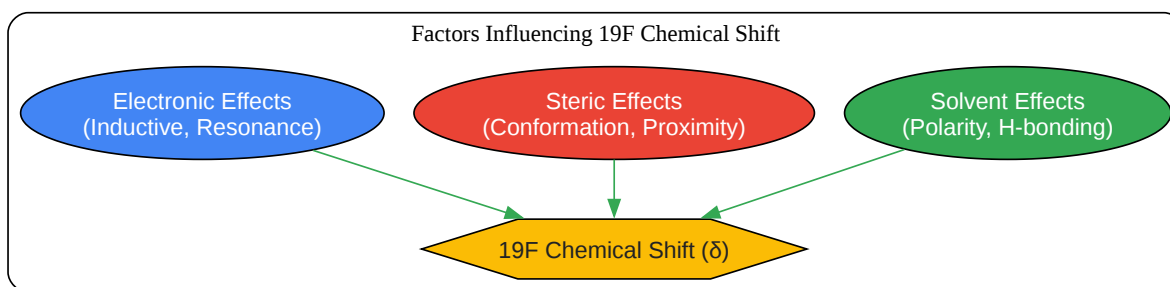 Factors Influencing 19F Chemical Shift
Electronic Effects
(Inductive, Resonance)
Steric Effects
(Conformation, Proximity)
Solvent Effects
(Polarity, H-bonding)
19F Chemical Shift (δ)